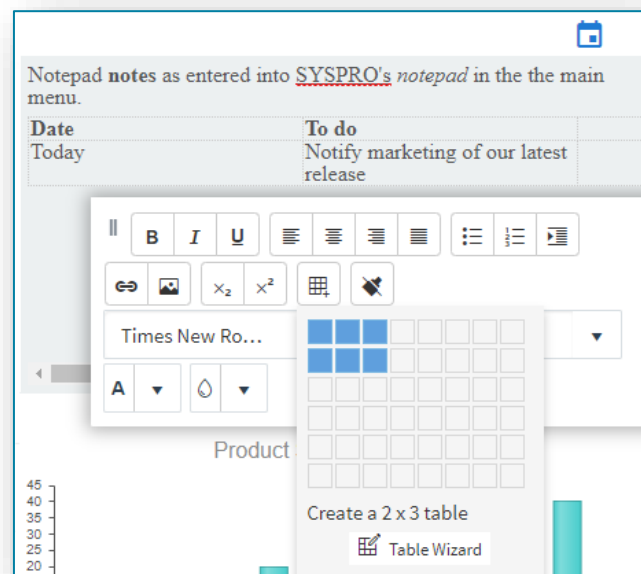 Notepad notes as entered into SYSPRO's notepad in the the main
menu.
Date To do
Today Notify marketing of our latest
release
B I U
x₂ x²
Times New Ro...
A
Product
Create a 2 x 3 table
Table Wizard
45
40
35
30
25
20